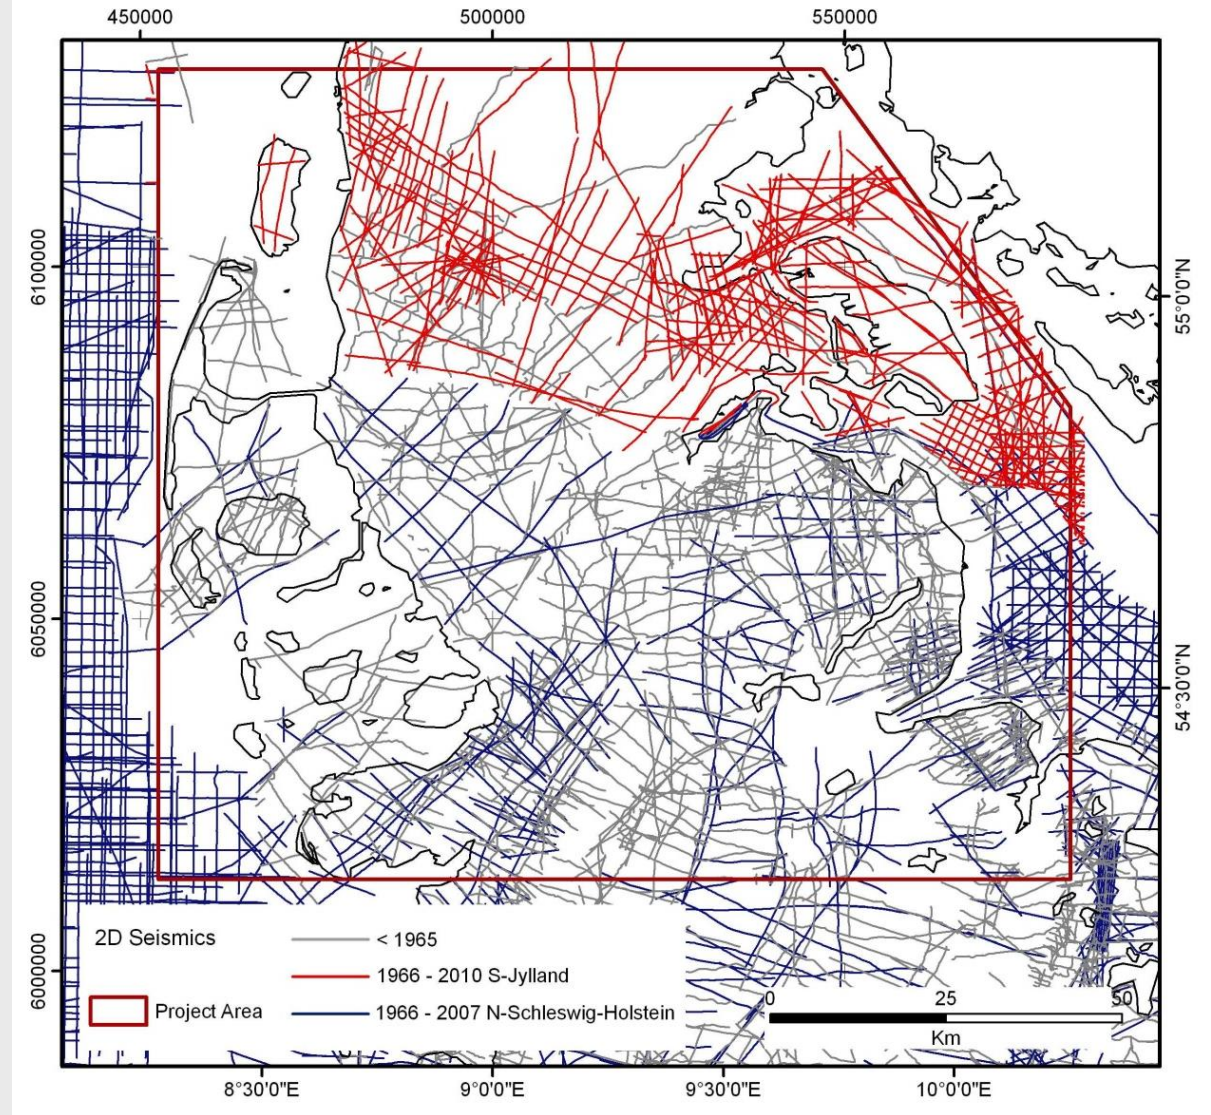 450000 500000 550000
6100000
55°0'0"N
6050000
54°30'0"N
6000000
2D Seismics
< 1965
1966 - 2010 S-Jylland
Project Area
1966 - 2007 N-Schleswig-Holstein
0 25 50
Km
8°30'0"E 9°0'0"E 9°30'0"E 10°0'0"E